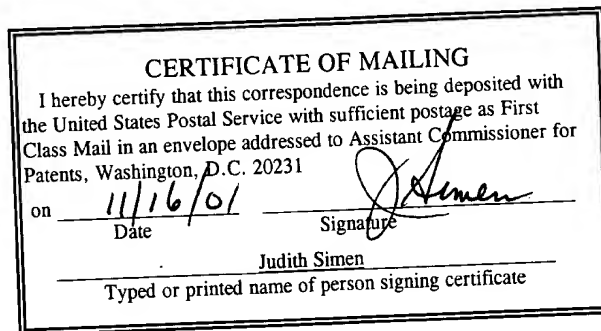 CERTIFICATE OF MAILING
I hereby certify that this correspondence is being deposited with
the United States Postal Service with sufficient postage as First
Class Mail in an envelope addressed to Assistant Commissioner for
Patents, Washington, D.C. 20231
on 11/16/01 J Simen
Date Signature
Judith Simen
Typed or printed name of person signing certificate